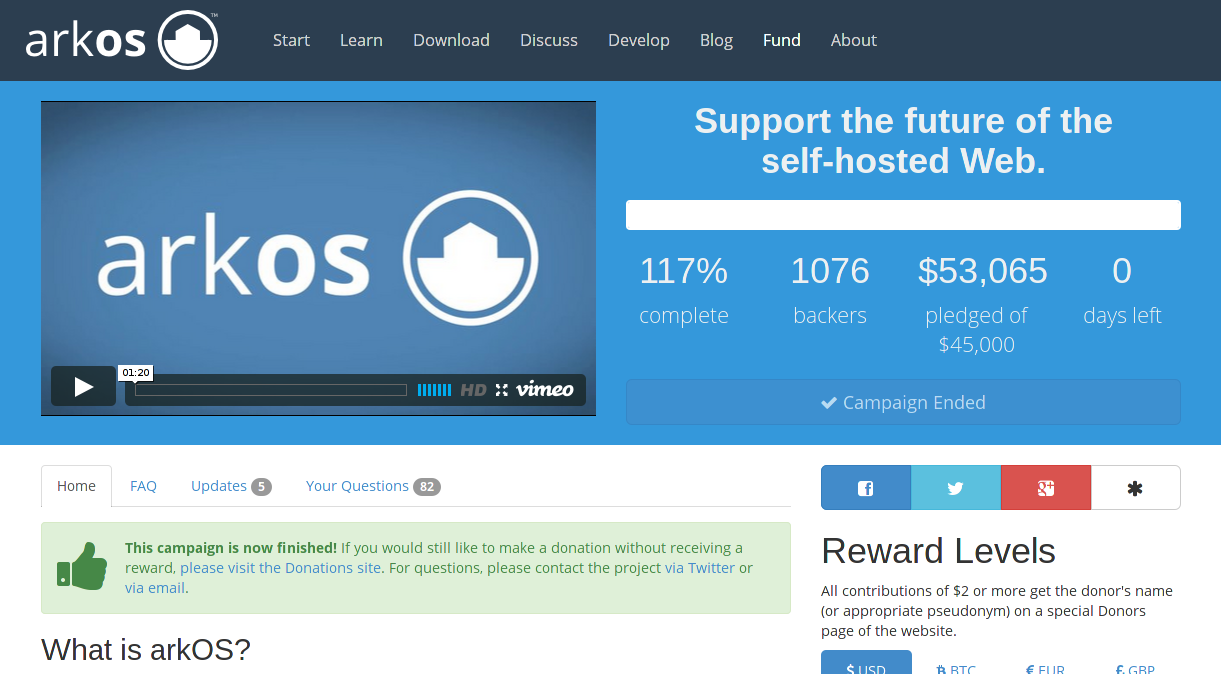 arkos ™
Start Learn Download Discuss Develop Blog Fund About
arkos
01:20
HD vimeo
Support the future of the
self-hosted Web.
117% 1076 $53,065 0
complete backers pledged of days left
$45,000
Campaign Ended
Home FAQ Updates 5 Your Questions 82
This campaign is now finished! If you would still like to make a donation without receiving a
reward, please visit the Donations site. For questions, please contact the project via Twitter or
via email.
What is arkOS?
Reward Levels
All contributions of $2 or more get the donor's name
(or appropriate pseudonym) on a special Donors
page of the website.
$ USD ฿ BTC € EUR £ GBP